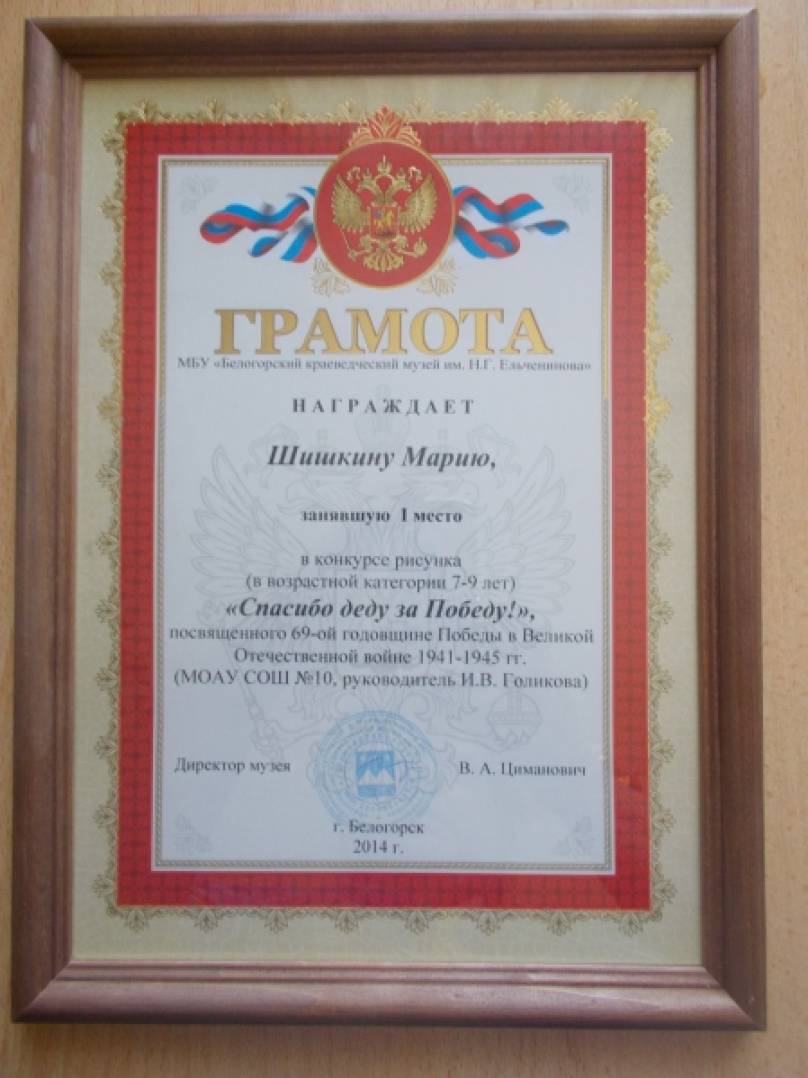 ГРАМОТА
МБУ «Белогорский краеведческий музей им. Н.Г. Ельченинова»
НАГРАЖДАЕТ
Шишкину Марию,
занявшую I место
в конкурсе рисунка
(в возрастной категории 7-9 лет)
«Спасибо деду за Победу!»,
посвященного 69-ой годовщине Победы в Великой
Отечественной войне 1941-1945 гг.
(МОАУ СОШ №10, руководитель И.В. Голикова)
Директор музея В. А. Циманович
г. Белогорск
2014 г.